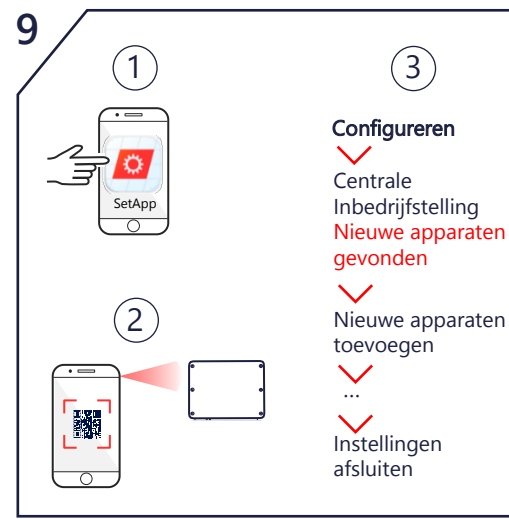 9
1
SetApp
2
3
Configureren
Centrale
Inbedrijfstelling
Nieuwe apparaten
gevonden
Nieuwe apparaten
toevoegen
...
Instellingen
afsluiten